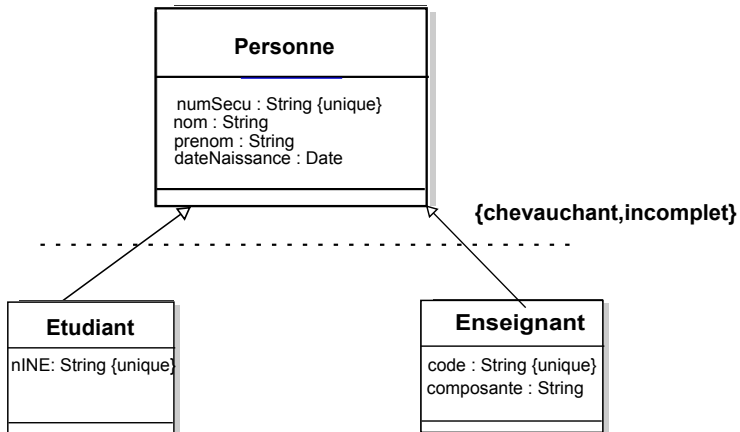 Personne
numSecu : String {unique}
nom : String
prenom : String
dateNaissance : Date
{chevauchant,incomplet}
Etudiant
nINE: String {unique}
Enseignant
code : String {unique}
composante : String